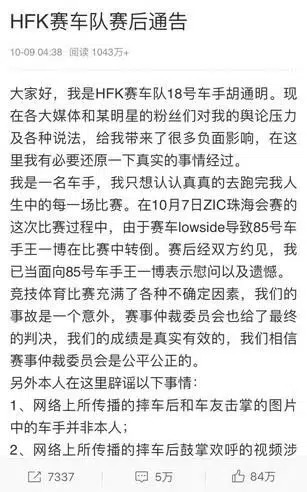 HFK赛车队赛后通告
10-09 04:38 · 阅读 1043万+
大家好，我是HFK赛车队18号车手胡通明。现
在各大媒体和某明星的粉丝们对我的舆论压
力及各种说法，给我带来了很多负面影响，在这
里我有必要还原一下真实的事情经过。
我是一名车手，我只想认认真真的去跑完我人
生中的每一场比赛。在10月7日ZIC珠海会赛的
这次比赛过程中，由于赛车lowside导致85号车
手王一博在比赛中转倒。赛后经双方约见，我
已当面向85号车手王一博表示慰问以及遗憾。
竞技体育比赛充满了各种不确定因素，我们的
事故是一个意外，赛事仲裁委员会也给了最终
的判决，我们的成绩是真实有效的，我们相信
赛事仲裁委员会是公平公正的。
另外本人在这里辟谣以下事情：
1、网络上所传播的摔车后和车友击掌的图片
中的车手并非本人；
2、网络上所传播的摔车后鼓掌欢呼的视频涉
7337
5万
84万